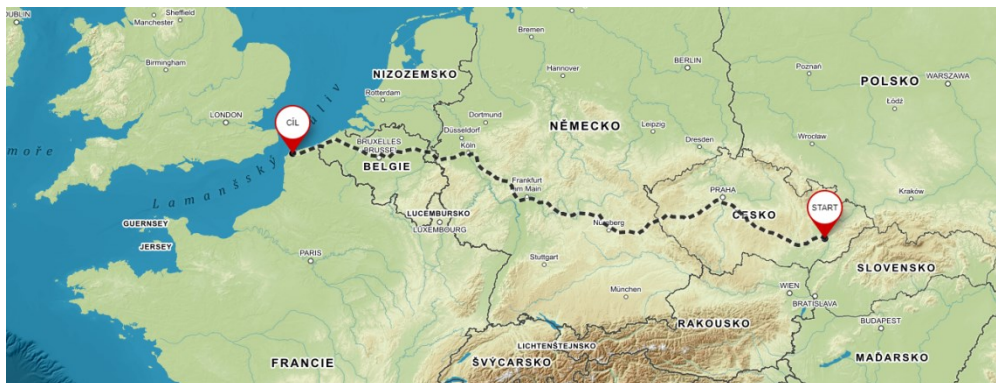 DUBLIN
Sheffield
Manchester
Birmingham
LONDON
moře
Lamanšský
průliv
CÍL
NIZOZEMSKO
Rotterdam
BRUXELLES
BRUSSEL
BELGIE
Bremen
Hannover
BERLIN
Poznań
POLSKO
WARSZAWA
Łódź
Dortmund
Düsseldorf
Köln
NĚMECKO
Leipzig
Dresden
Wrocław
Kraków
Frankfurt
am Main
PRAHA
ČESKO
START
GUERNSEY
JERSEY
LUCEMBURSKO
LUXEMBOURG
Nürnberg
PARIS
Stuttgart
SLOVENSKO
München
WIEN
BRATISLAVA
RAKOUSKO
BUDAPEST
LICHTENŠTEJNSKO
FRANCIE
ŠVÝCARSKO
MAĎARSKO